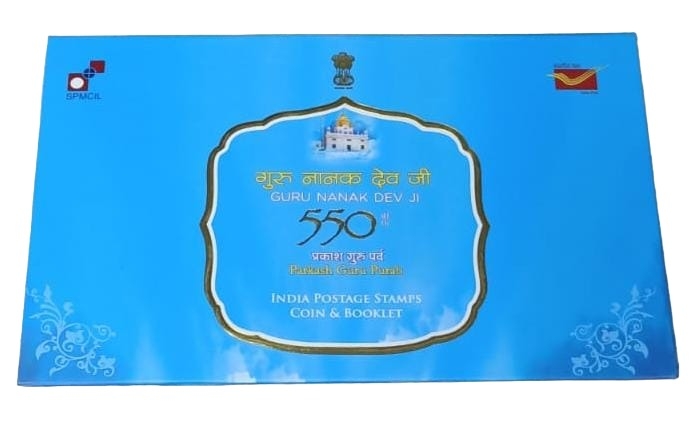 SPMCIL
गुरु नानक देव जी
GURU NANAK DEV JI
550
प्रकाश गुरु पर्व
Parkash Guru Purab
INDIA POSTAGE STAMPS
COIN & BOOKLET